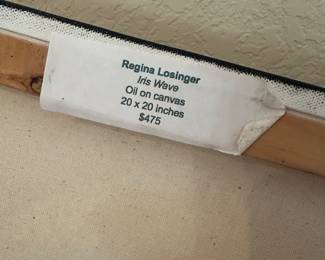 Regina Losinger
Iris Wave
Oil on canvas
20 x 20 inches
$475